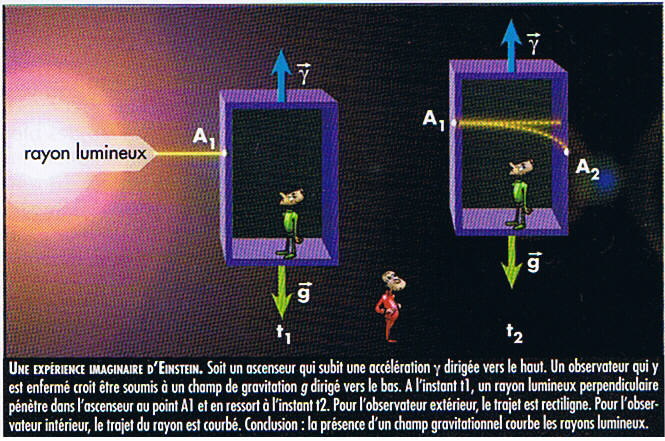 γ⃗
γ⃗
A1
A1
rayon lumineux
A2
g⃗
g⃗
t1
t2
UNE EXPÉRIENCE IMAGINAIRE D'EINSTEIN. Soit un ascenseur qui subit une accélération γ dirigée vers le haut. Un observateur qui y
est enfermé croit être soumis à un champ de gravitation g dirigé vers le bas. A l'instant t1, un rayon lumineux perpendiculaire
pénètre dans l'ascenseur au point A1 et en ressort à l'instant t2. Pour l'observateur extérieur, le trajet est rectiligne. Pour l'obser-
vateur intérieur, le trajet du rayon est courbé. Conclusion : la présence d'un champ gravitationnel courbe les rayons lumineux.